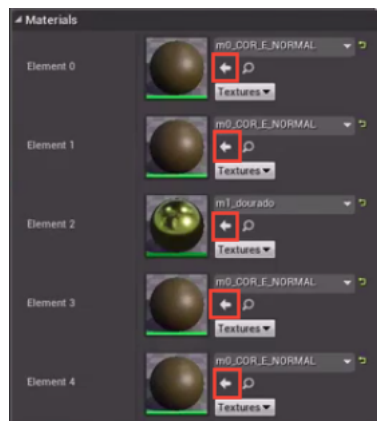 Materials
Element 0
m0_COR_E_NORMAL
Textures
Element 1
m0_COR_E_NORMAL
Textures
Element 2
m1_dourado
Textures
Element 3
m0_COR_E_NORMAL
Textures
Element 4
m0_COR_E_NORMAL
Textures